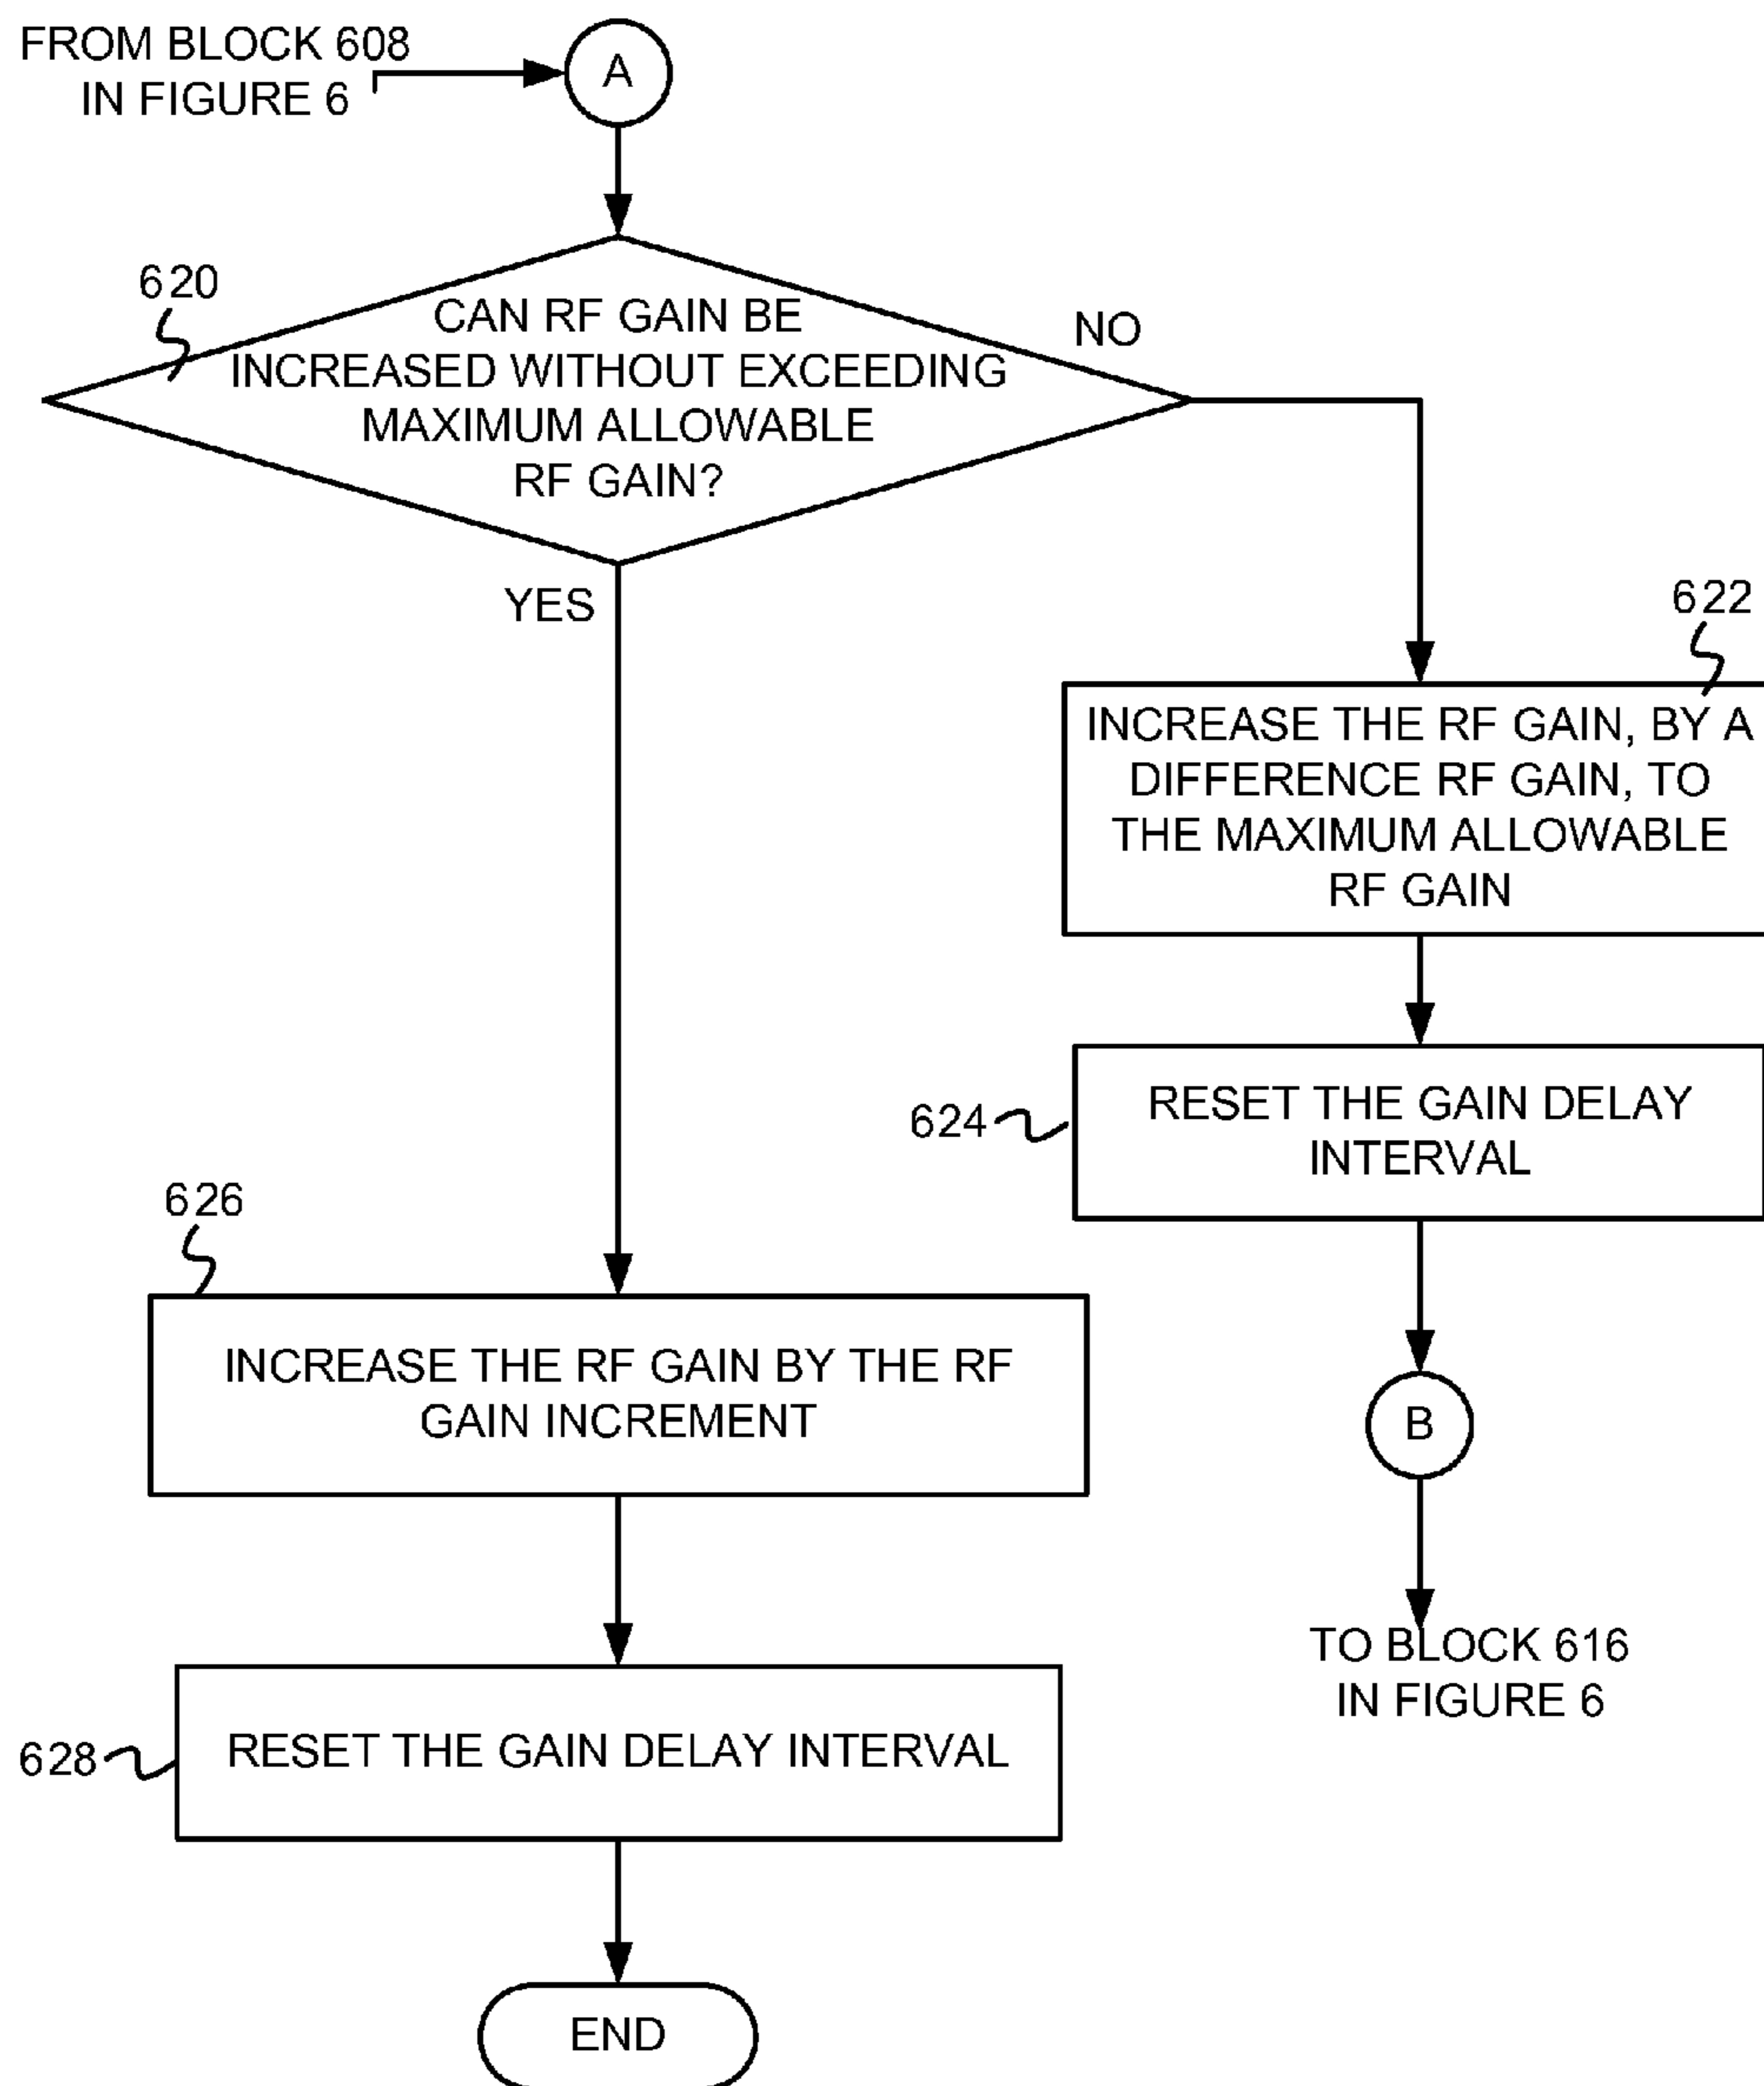 FROM BLOCK 608
IN FIGURE 6
A
620
CAN RF GAIN BE
INCREASED WITHOUT EXCEEDING
MAXIMUM ALLOWABLE
RF GAIN?
NO
YES
622
INCREASE THE RF GAIN, BY A
DIFFERENCE RF GAIN, TO
THE MAXIMUM ALLOWABLE
RF GAIN
624
RESET THE GAIN DELAY
INTERVAL
626
INCREASE THE RF GAIN BY THE RF
GAIN INCREMENT
B
TO BLOCK 616
IN FIGURE 6
628
RESET THE GAIN DELAY INTERVAL
END